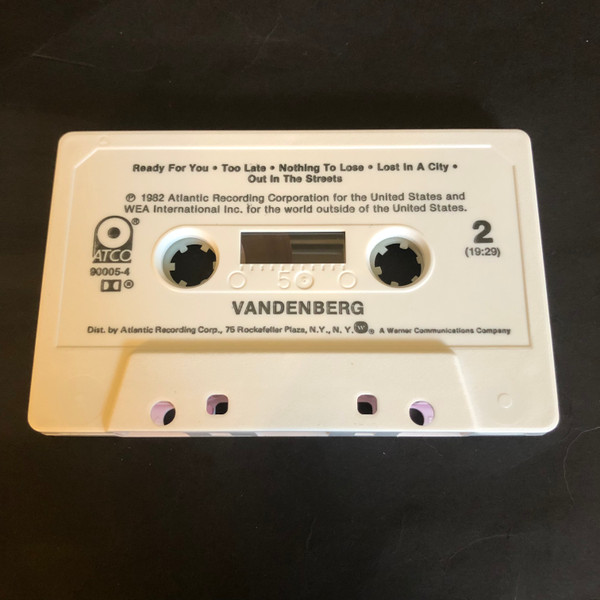 Ready For You • Too Late • Nothing To Lose • Lost In A City •
Out In The Streets
℗ 1982 Atlantic Recording Corporation for the United States and
WEA International Inc. for the world outside of the United States.
ATCO®
90005-4
®
2
(19:29)
50
VANDENBERG
Dist. by Atlantic Recording Corp., 75 Rockefeller Plaza, N.Y., N. Y. ® A Warner Communications Company